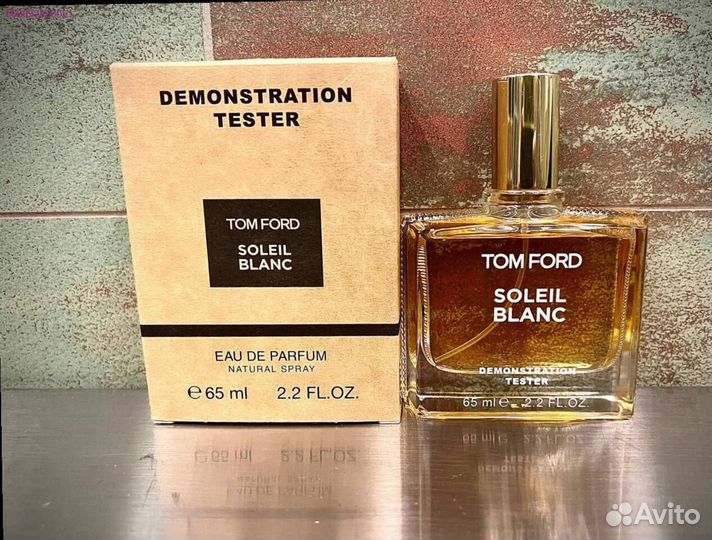 DEMONSTRATION
TESTER
TOM FORD
SOLEIL
BLANC
EAU DE PARFUM
NATURAL SPRAY
℮ 65 ml 2.2 FL.OZ.
TOM FORD
SOLEIL
BLANC
DEMONSTRATION
TESTER
65 ml ℮ 2.2 FL.OZ.
Avito